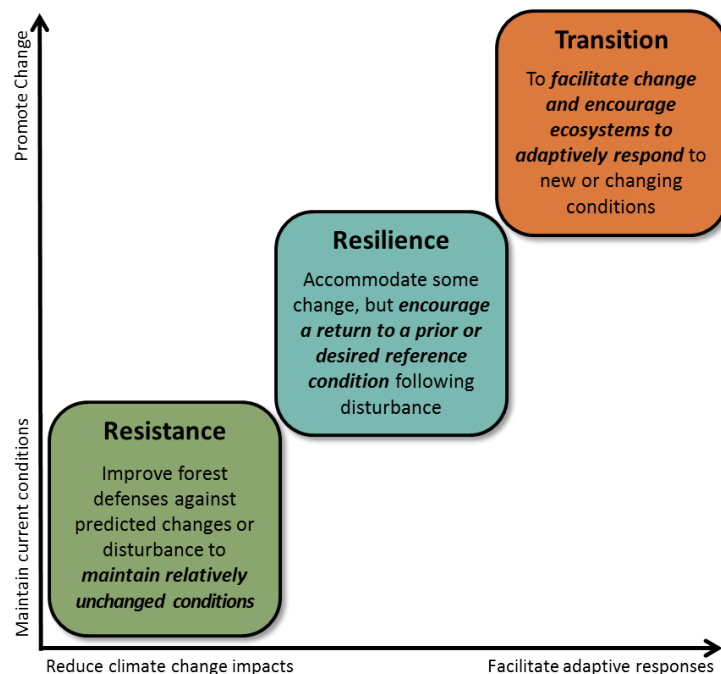 Promote Change
Maintain current conditions
Transition
To facilitate change
and encourage
ecosystems to
adaptively respond to
new or changing
conditions
Resilience
Accommodate some
change, but encourage
a return to a prior or
desired reference
condition following
disturbance
Resistance
Improve forest
defenses against
predicted changes or
disturbance to
maintain relatively
unchanged conditions
Reduce climate change impacts
Facilitate adaptive responses